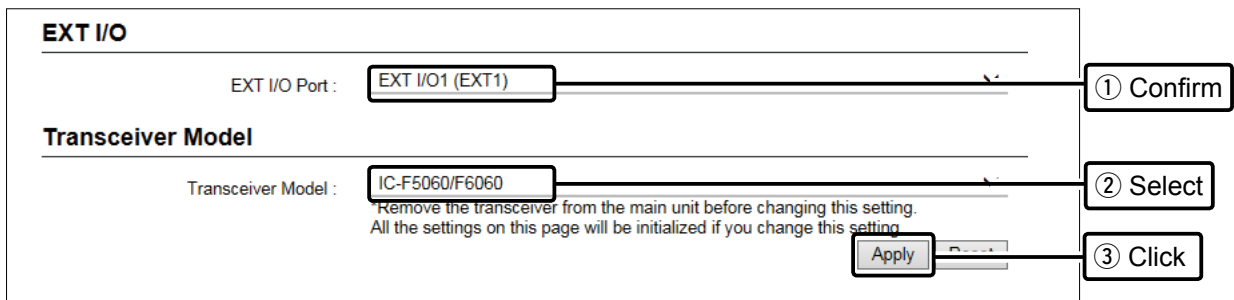 EXT I/O
EXT I/O Port :
EXT I/O1 (EXT1)
① Confirm
Transceiver Model
Transceiver Model :
IC-F5060/F6060
② Select
*Remove the transceiver from the main unit before changing this setting.
All the settings on this page will be initialized if you change this setting
Apply
③ Click